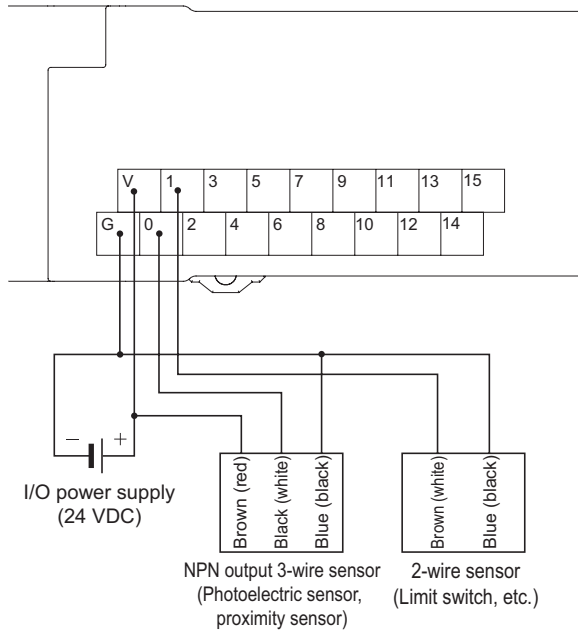 V 1 3 5 7 9 11 13 15
G 0 2 4 6 8 10 12 14
− +
I/O power supply
(24 VDC)
Brown (red)
Black (white)
Blue (black)
Brown (white)
Blue (black)
NPN output 3-wire sensor
(Photoelectric sensor,
proximity sensor)
2-wire sensor
(Limit switch, etc.)